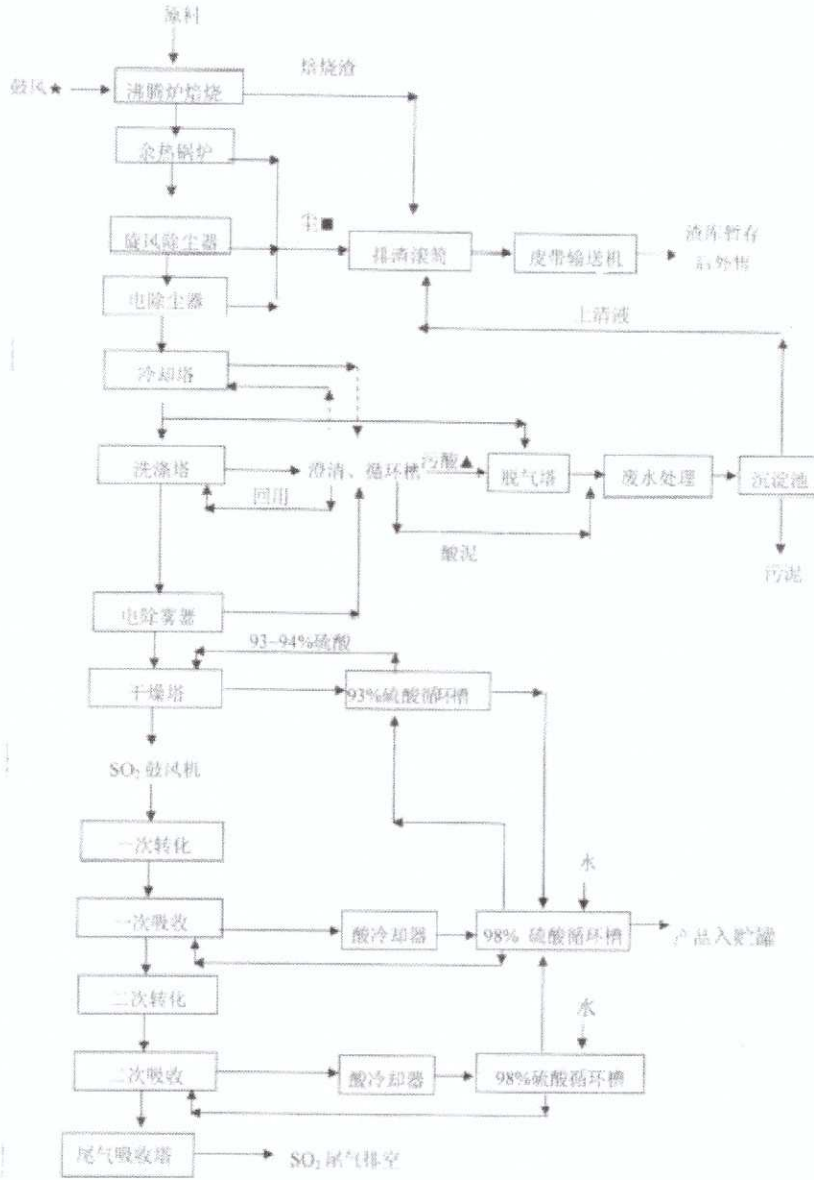 原料
焙烧渣
鼓风★
沸腾炉焙烧
余热锅炉
尘■
旋风除尘器
排渣滚筒
皮带输送机
渣库暂存
后外售
电除尘器
上清液
冷却塔
洗涤塔
澄清、循环槽
污酸▲
脱气塔
废水处理
沉淀池
回用
酸泥
污泥
电除雾器
93-94%硫酸
干燥塔
93%硫酸循环槽
SO₂鼓风机
一次转化
水
一次吸收
酸冷却器
98% 硫酸循环槽
产品入贮罐
二次转化
水
二次吸收
酸冷却器
98%硫酸循环槽
尾气吸收塔
SO₂尾气排空